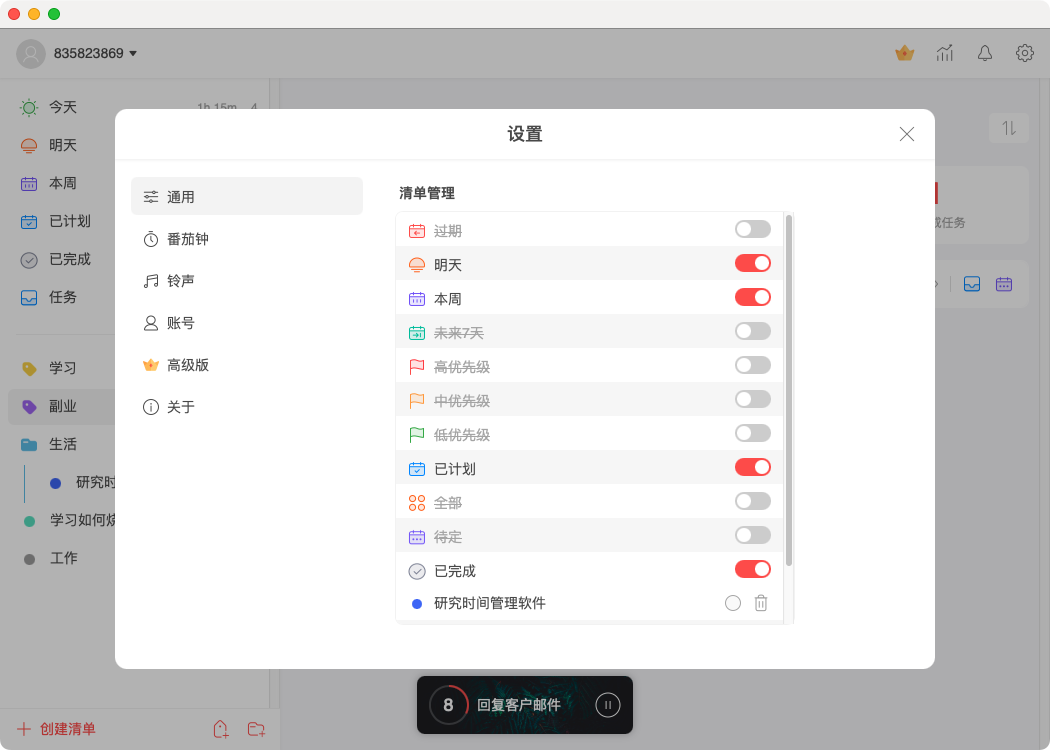 835823869
今天 1h 15m 4
明天
本周
已计划
已完成
任务
学习
副业
生活
研究时
学习如何
工作
创建清单
设置
通用
番茄钟
铃声
账号
高级版
关于
清单管理
过期
明天
本周
未来7天
高优先级
中优先级
低优先级
已计划
全部
待定
已完成
研究时间管理软件
成任务
8 回复客户邮件